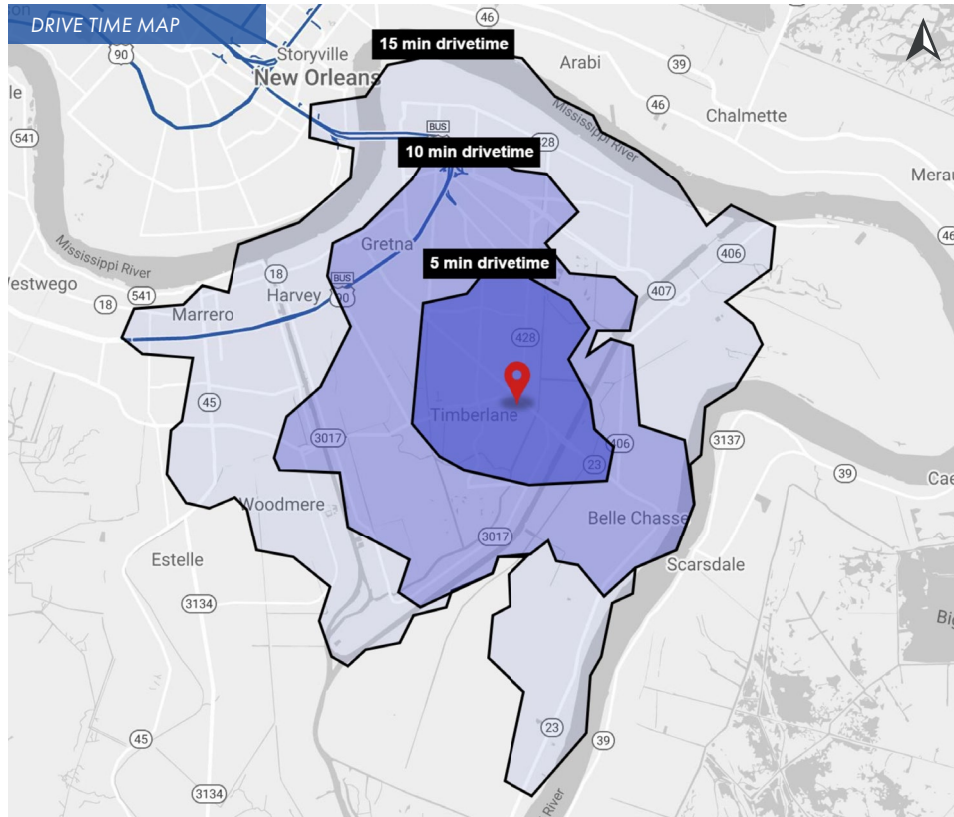 DRIVE TIME MAP
on
46
90
Storyville
15 min drivetime
Arabi
39
New Orleans
le
46
Chalmette
541
BUS
Mississippi River
428
10 min drivetime
Merau
46
Gretna
406
Mississippi River
5 min drivetime
18
BUS
407
Westwego
541
Harvey
90
18
Marrero
428
45
Timberlane
3017
406
3137
23
39
Cae
Woodmere
Belle Chasse
3017
Estelle
Scarsdale
3134
Big
23
45
39
3134
River